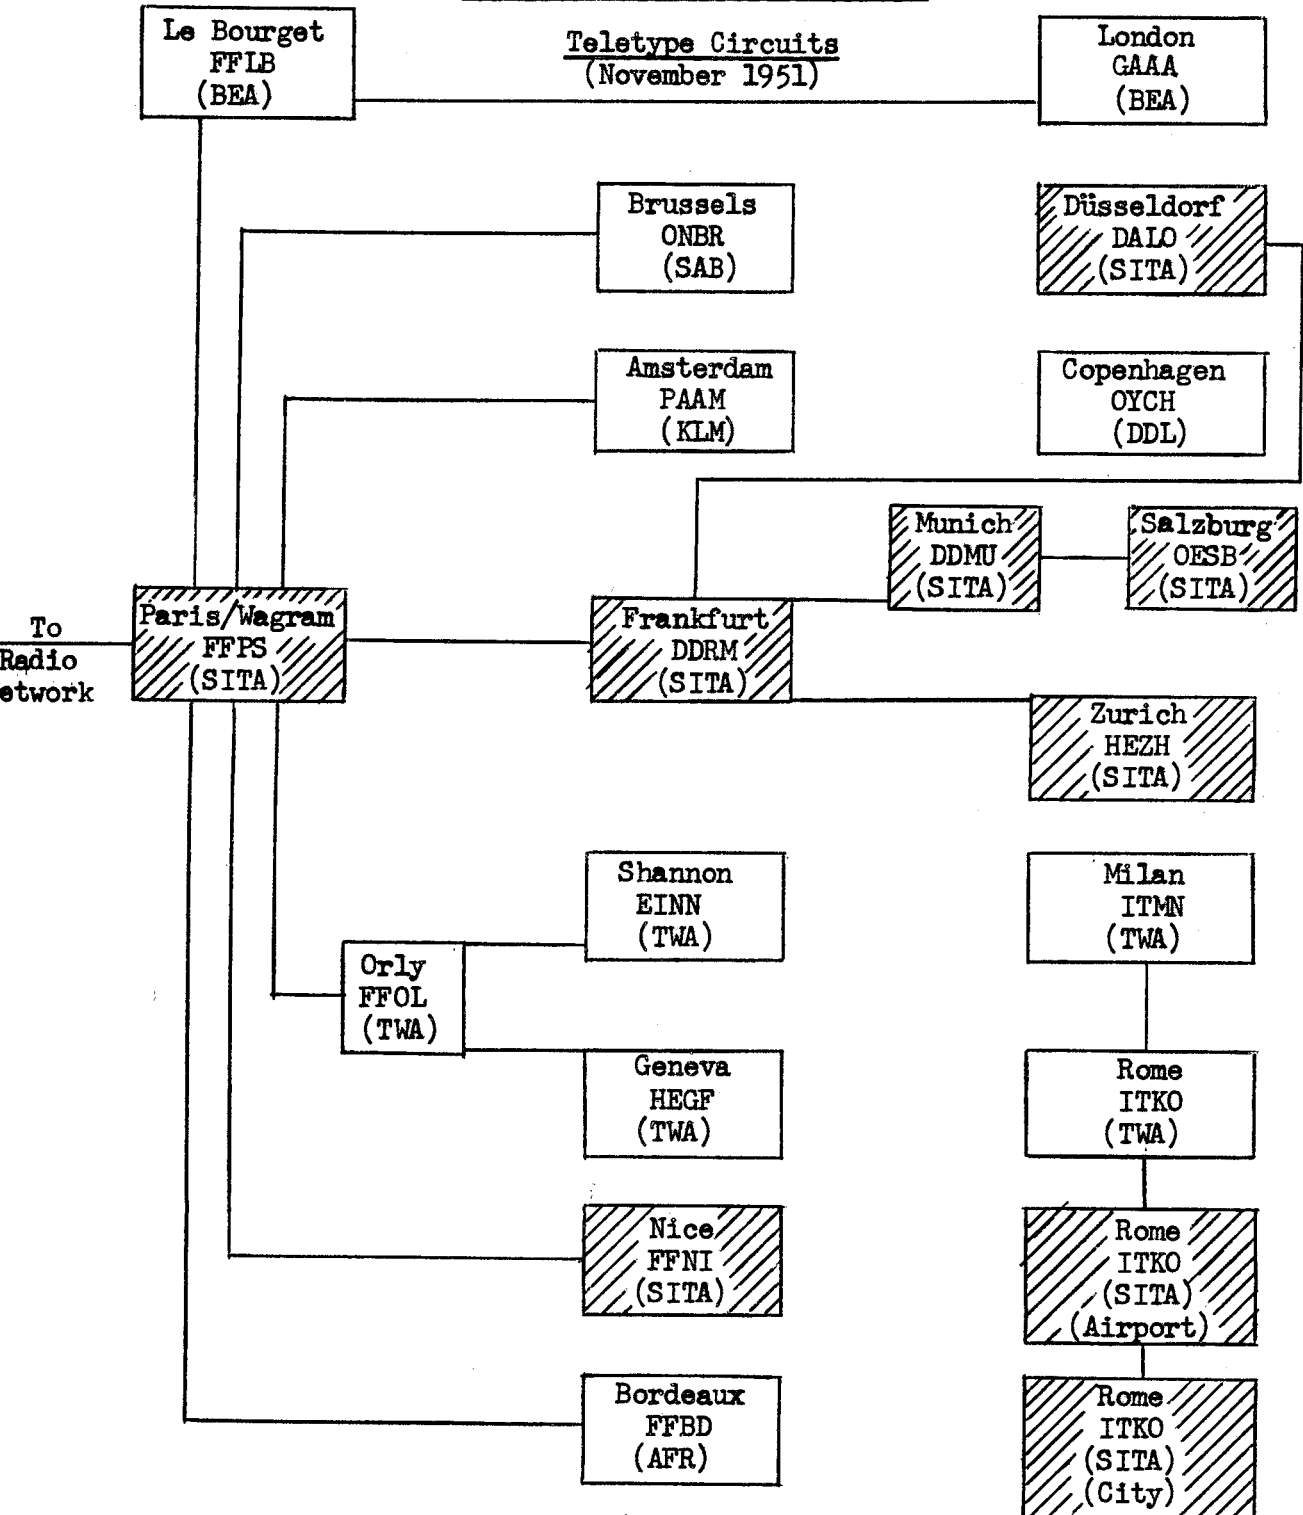 Teletype Circuits
(November 1951)
Le Bourget
FFLB
(BEA)
London
GAAA
(BEA)
Brussels
ONBR
(SAB)
Düsseldorf
DALO
(SITA)
Amsterdam
PAAM
(KLM)
Copenhagen
OYCH
(DDL)
Munich
DDMU
(SITA)
Salzburg
OESB
(SITA)
To
Radio
etwork
Paris/Wagram
FFPS
(SITA)
Frankfurt
DDRM
(SITA)
Zurich
HEZH
(SITA)
Shannon
EINN
(TWA)
Milan
ITMN
(TWA)
Orly
FFOL
(TWA)
Geneva
HEGF
(TWA)
Rome
ITKO
(TWA)
Nice
FFNI
(SITA)
Rome
ITKO
(SITA)
(Airport)
Bordeaux
FFBD
(AFR)
Rome
ITKO
(SITA)
(City)